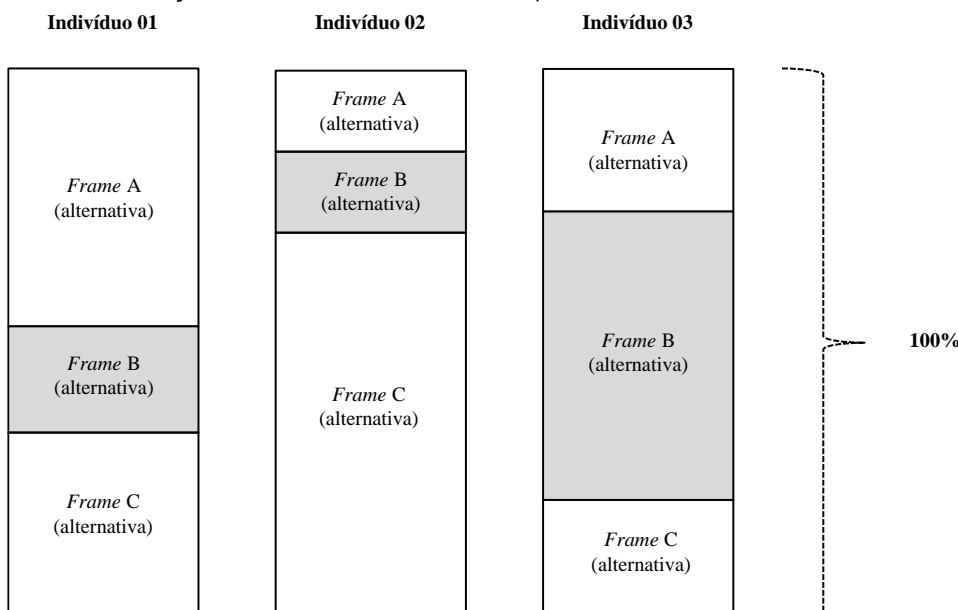 Indivíduo 01
Indivíduo 02
Indivíduo 03
Frame A
(alternativa)
Frame B
(alternativa)
Frame C
(alternativa)
Frame A
(alternativa)
Frame B
(alternativa)
Frame C
(alternativa)
Frame A
(alternativa)
Frame B
(alternativa)
Frame C
(alternativa)
100%